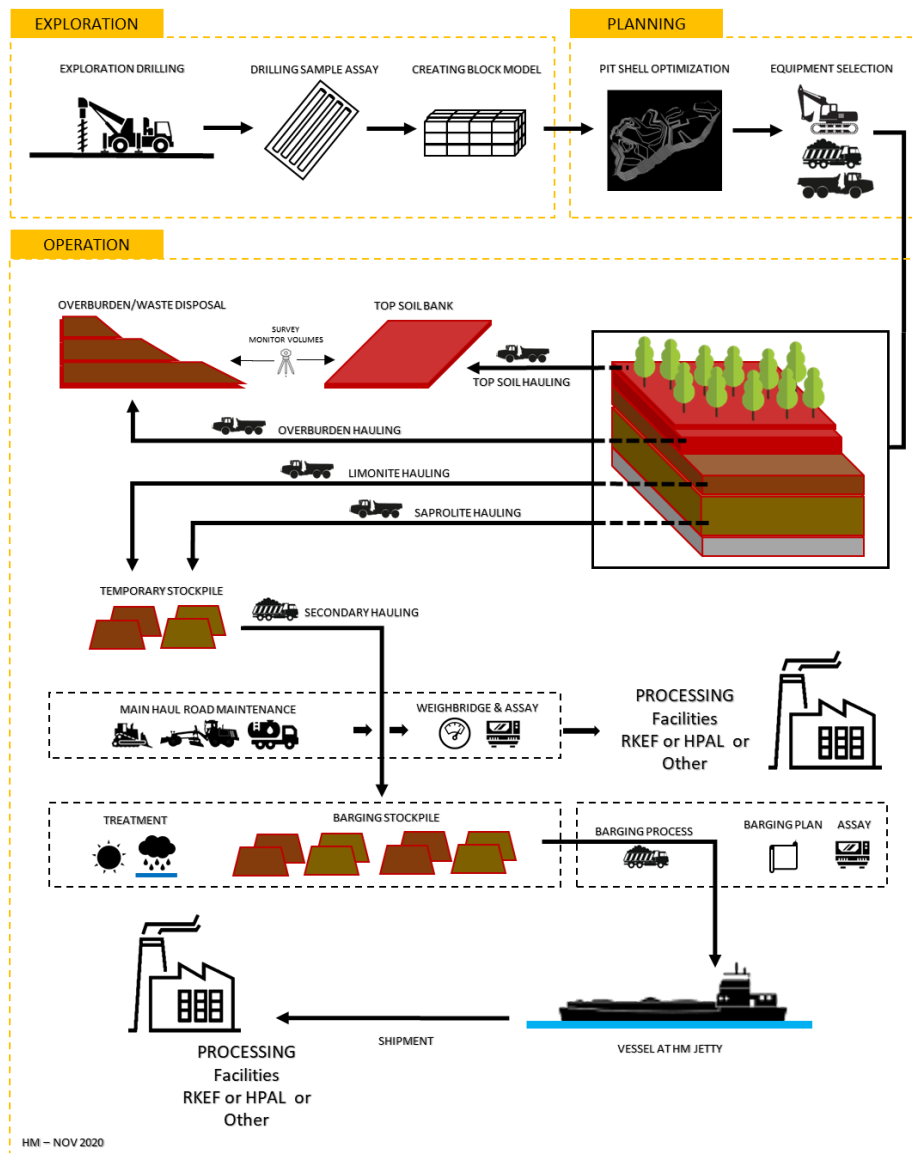 EXPLORATION
PLANNING
EXPLORATION DRILLING
DRILLING SAMPLE ASSAY
CREATING BLOCK MODEL
PIT SHELL OPTIMIZATION
EQUIPMENT SELECTION
OPERATION
OVERBURDEN/WASTE DISPOSAL
TOP SOIL BANK
SURVEY
MONITOR VOLUMES
TOP SOIL HAULING
OVERBURDEN HAULING
LIMONITE HAULING
SAPROLITE HAULING
TEMPORARY STOCKPILE
SECONDARY HAULING
MAIN HAUL ROAD MAINTENANCE
WEIGHBRIDGE & ASSAY
PROCESSING
Facilities
RKEF or HPAL or
Other
TREATMENT
BARGING STOCKPILE
BARGING PROCESS
BARGING PLAN
ASSAY
SHIPMENT
VESSEL AT HM JETTY
PROCESSING
Facilities
RKEF or HPAL or
Other
HM – NOV 2020